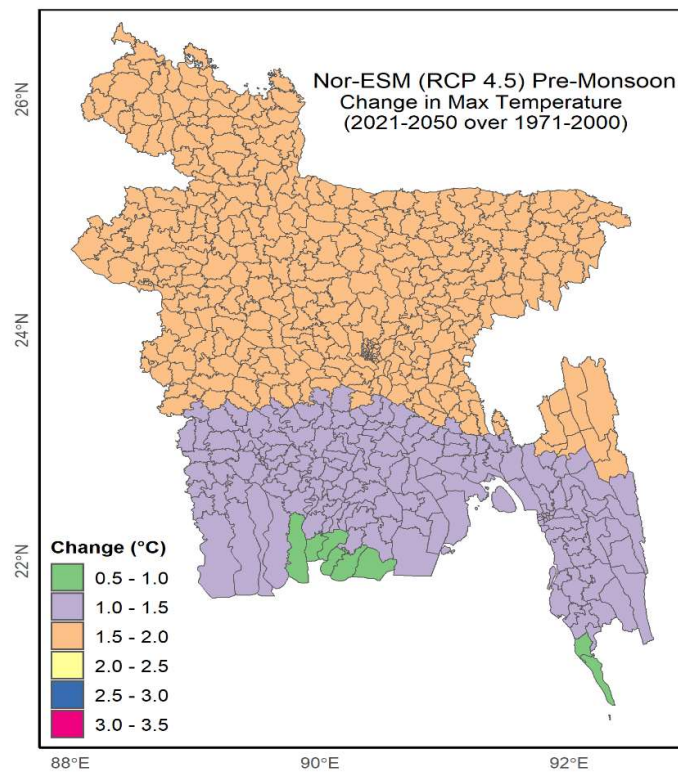 Nor-ESM (RCP 4.5) Pre-Monsoon
Change in Max Temperature
(2021-2050 over 1971-2000)
26°N
24°N
22°N
Change (°C)
0.5 - 1.0
1.0 - 1.5
1.5 - 2.0
2.0 - 2.5
2.5 - 3.0
3.0 - 3.5
88°E
90°E
92°E